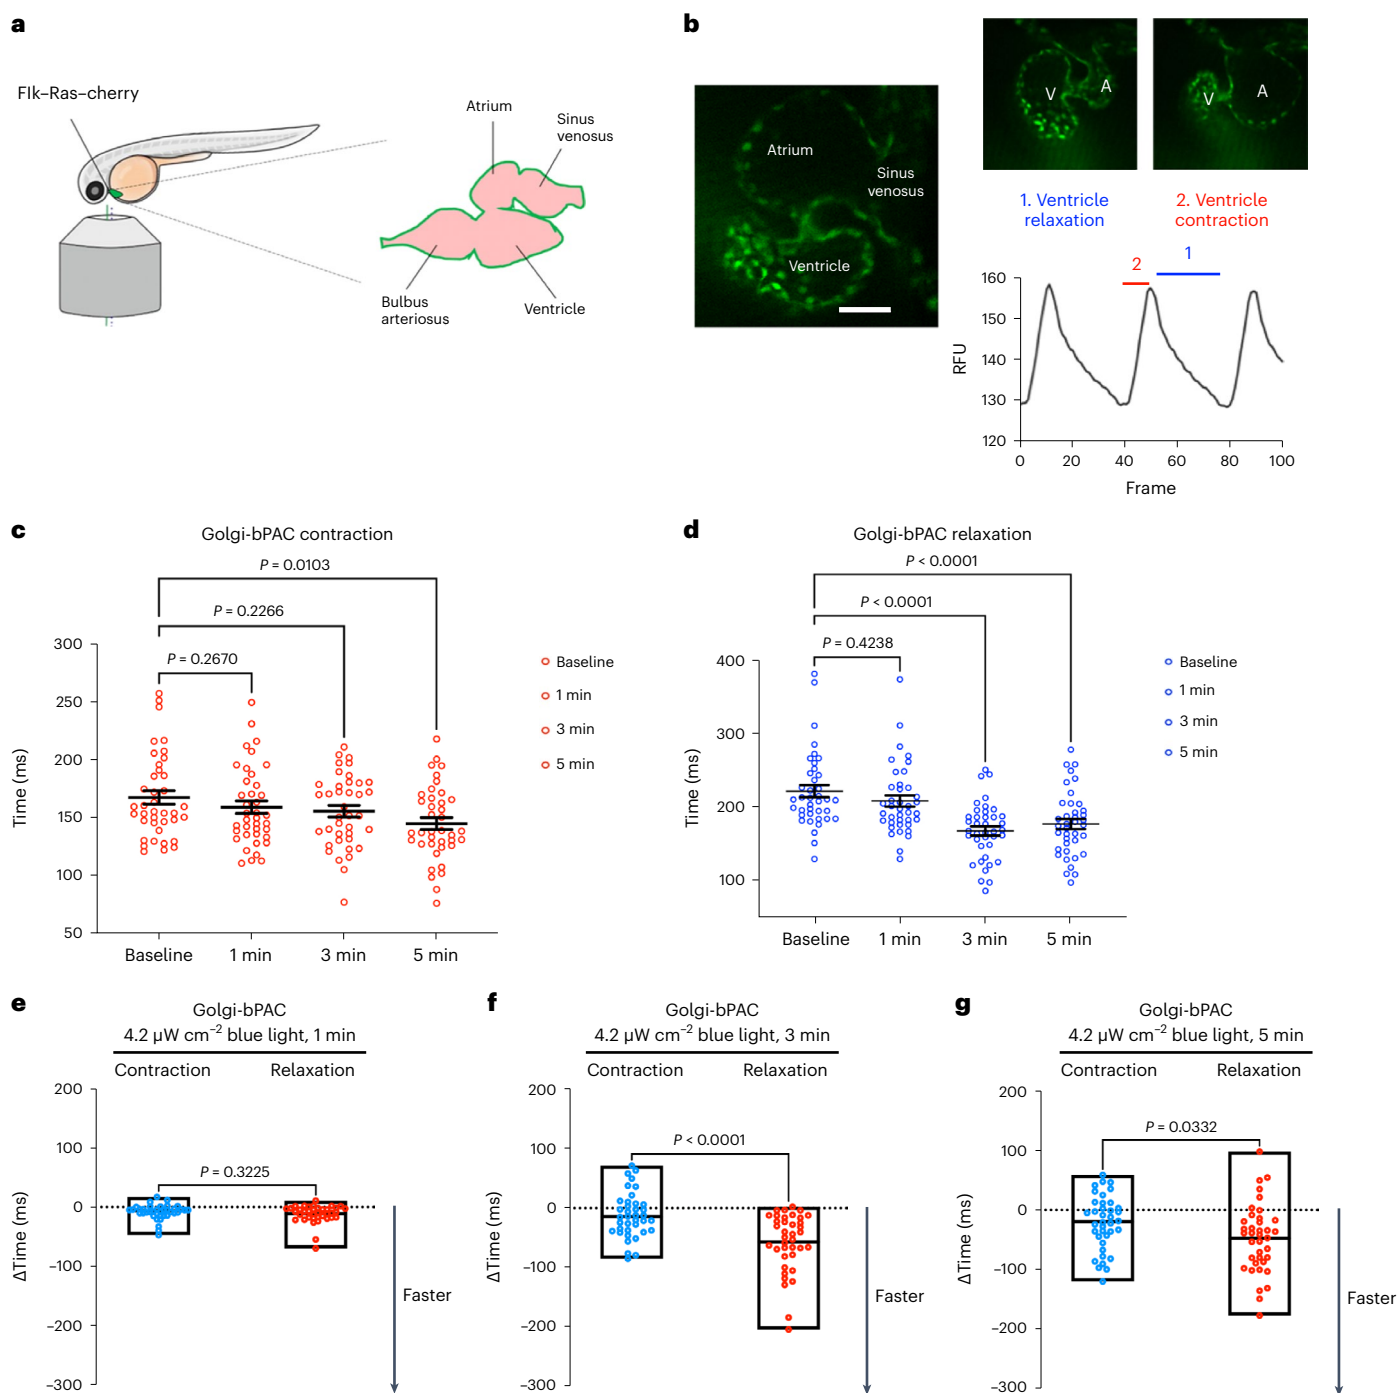 a
Flk–Ras–cherry
Atrium
Sinus
venosus
Bulbus
arteriosus
Ventricle
b
Atrium
Sinus
venosus
Ventricle
V
A
V
A
1. Ventricle
relaxation
2. Ventricle
contraction
2
1
RFU
160
150
140
130
120
0 20 40 60 80 100
Frame
c
Golgi-bPAC contraction
P = 0.0103
P = 0.2266
P = 0.2670
Time (ms)
300
250
200
150
100
50
Baseline 1 min 3 min 5 min
Baseline
1 min
3 min
5 min
d
Golgi-bPAC relaxation
P < 0.0001
P < 0.0001
P = 0.4238
Time (ms)
400
300
200
100
Baseline 1 min 3 min 5 min
Baseline
1 min
3 min
5 min
e
Golgi-bPAC
4.2 µW cm⁻² blue light, 1 min
Contraction Relaxation
P = 0.3225
ΔTime (ms)
200
100
0
–100
–200
–300
Faster
f
Golgi-bPAC
4.2 µW cm⁻² blue light, 3 min
Contraction Relaxation
P < 0.0001
ΔTime (ms)
200
100
0
–100
–200
–300
Faster
g
Golgi-bPAC
4.2 µW cm⁻² blue light, 5 min
Contraction Relaxation
P = 0.0332
ΔTime (ms)
200
100
0
–100
–200
–300
Faster